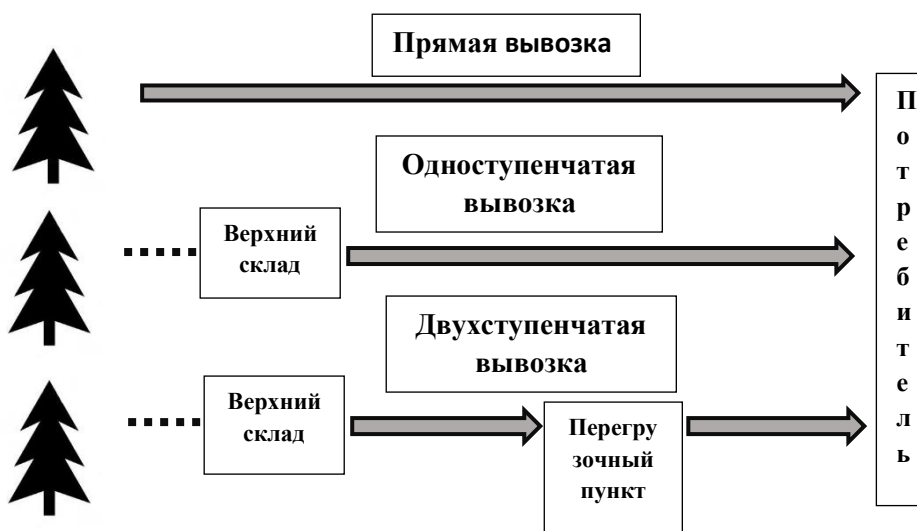 Прямая вывозка
Одноступенчатая
вывозка
Верхний
склад
Двухступенчатая
вывозка
Верхний
склад
Перегру
зочный
пункт
П
о
т
р
е
б
и
т
е
л
ь